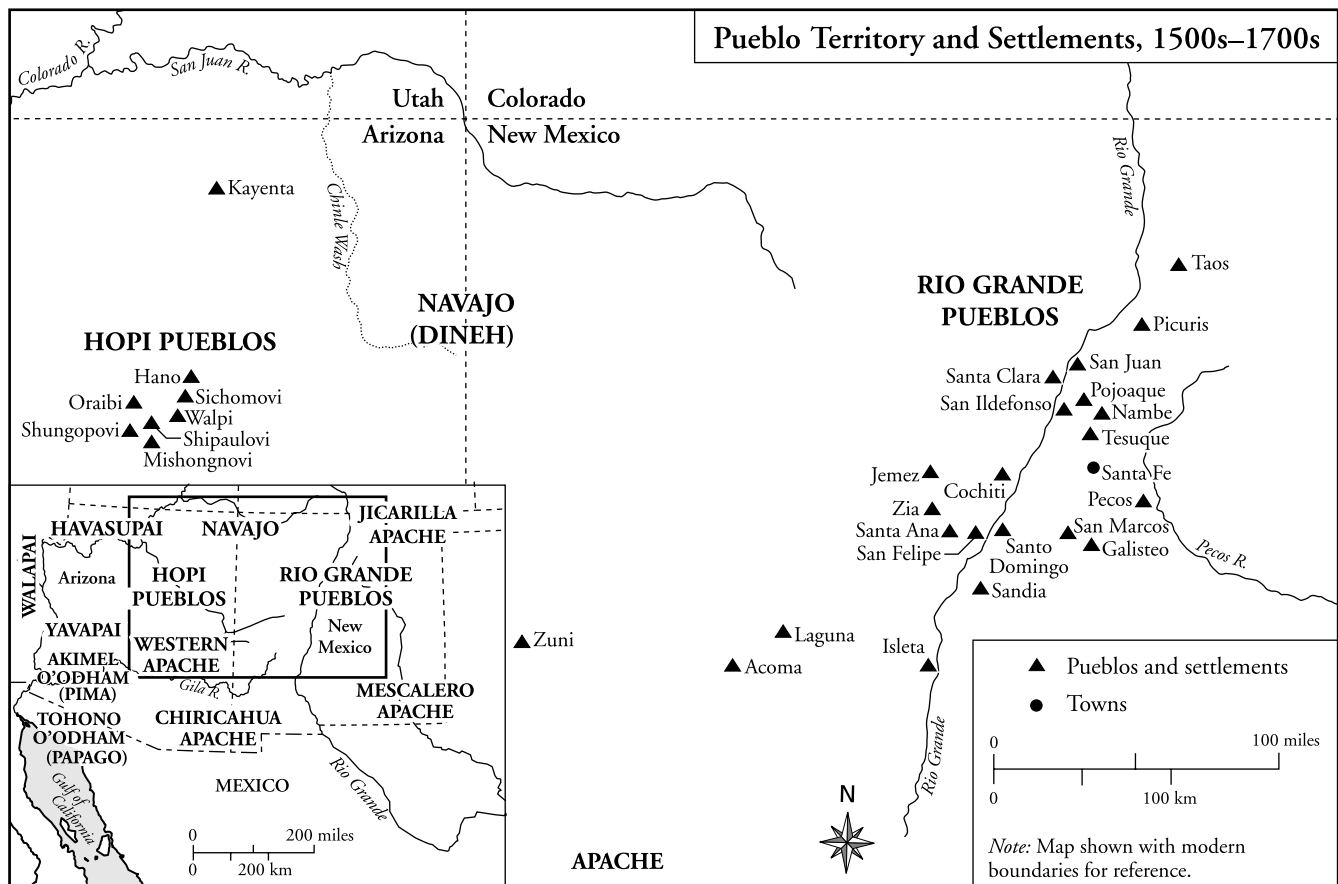 Pueblo Territory and Settlements, 1500s–1700s
Colorado R.
San Juan R.
Utah
Colorado
Arizona
New Mexico
Rio Grande
Kayenta
Chinle Wash
Taos
NAVAJO
(DINEH)
RIO GRANDE
PUEBLOS
Picuris
HOPI PUEBLOS
Hano
Sichomovi
Oraibi
Walpi
Shungopovi
Shipaulovi
Mishongnovi
San Juan
Santa Clara
Pojoaque
San Ildefonso
Nambe
Tesuque
Santa Fe
Jemez
Cochiti
Pecos
Zia
Santa Ana
San Marcos
San Felipe
Santo
Domingo
Galisteo
Pecos R.
Sandia
Zuni
Laguna
Acoma
Isleta
Rio Grande
APACHE
N
HAVASUPAI
NAVAJO
JICARILLA
APACHE
WALAPAI
Arizona
HOPI
PUEBLOS
RIO GRANDE
PUEBLOS
New
Mexico
YAVAPAI
WESTERN
APACHE
AKIMEL
O’ODHAM
(PIMA)
Gila R.
MESCALERO
APACHE
TOHONO
O’ODHAM
(PAPAGO)
CHIRICAHUA
APACHE
Gulf of
California
MEXICO
Rio Grande
0
200 miles
0
200 km
Pueblos and settlements
Towns
0
100 miles
0
100 km
Note: Map shown with modern
boundaries for reference.